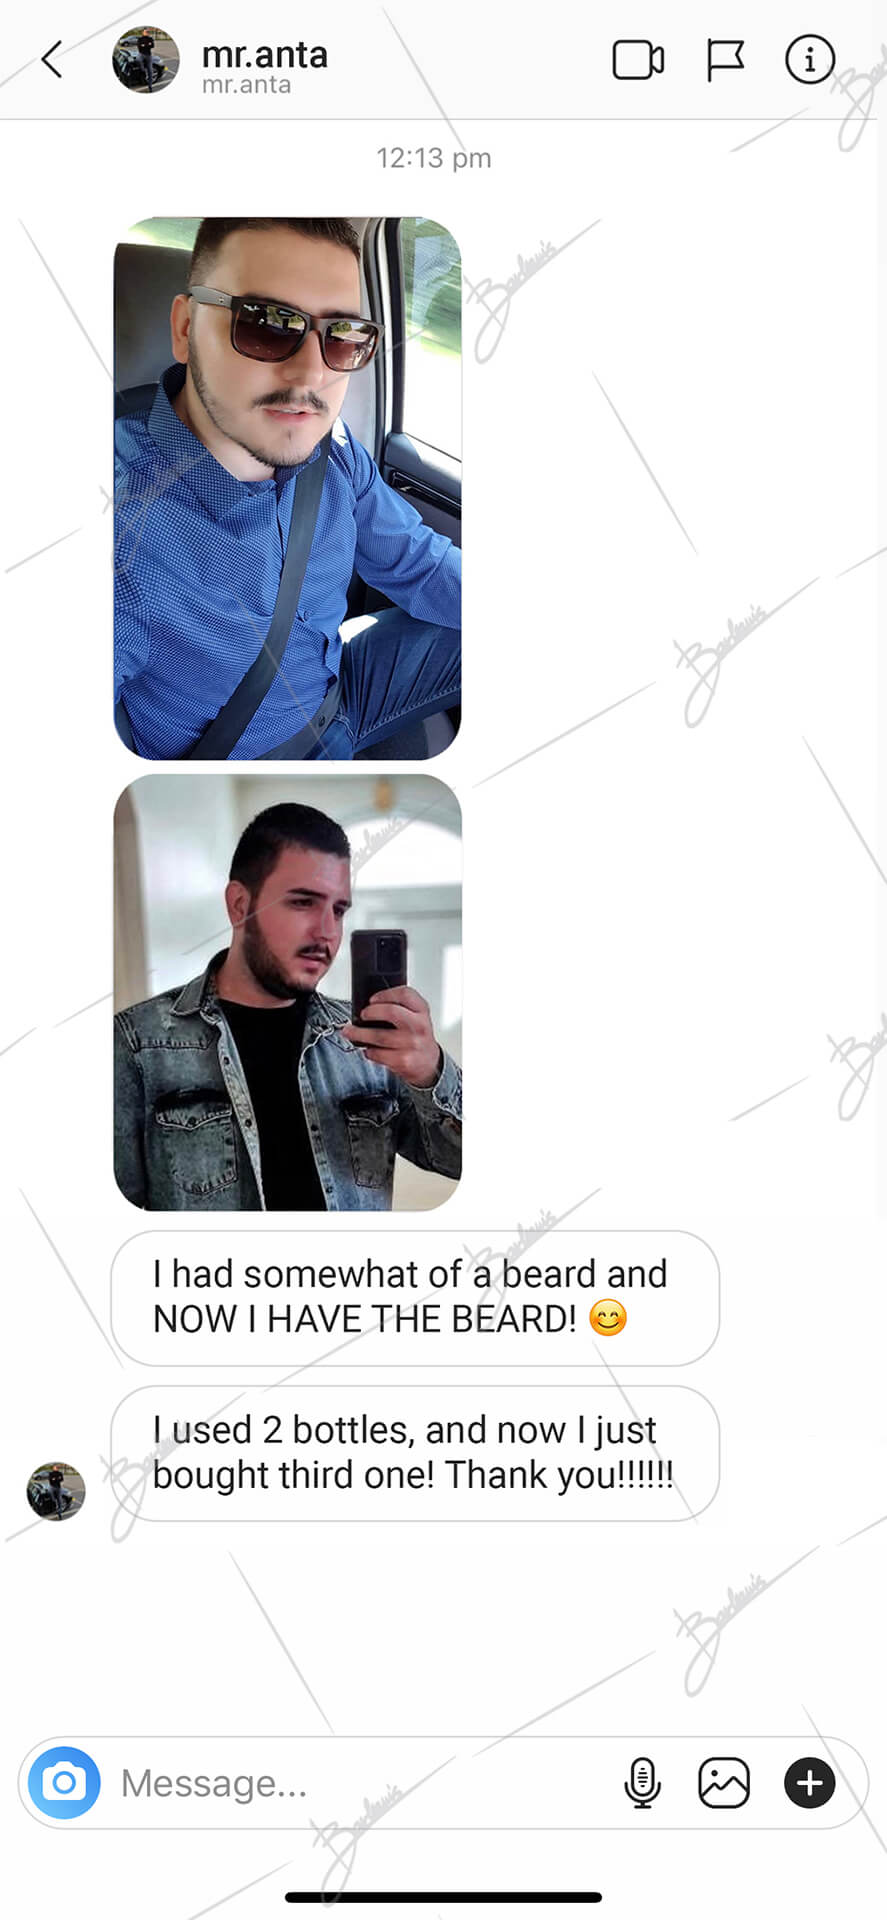 mr.anta
mr.anta
12:13 pm
I had somewhat of a beard and
NOW I HAVE THE BEARD! 😊
I used 2 bottles, and now I just
bought third one! Thank you!!!!!!
Message...